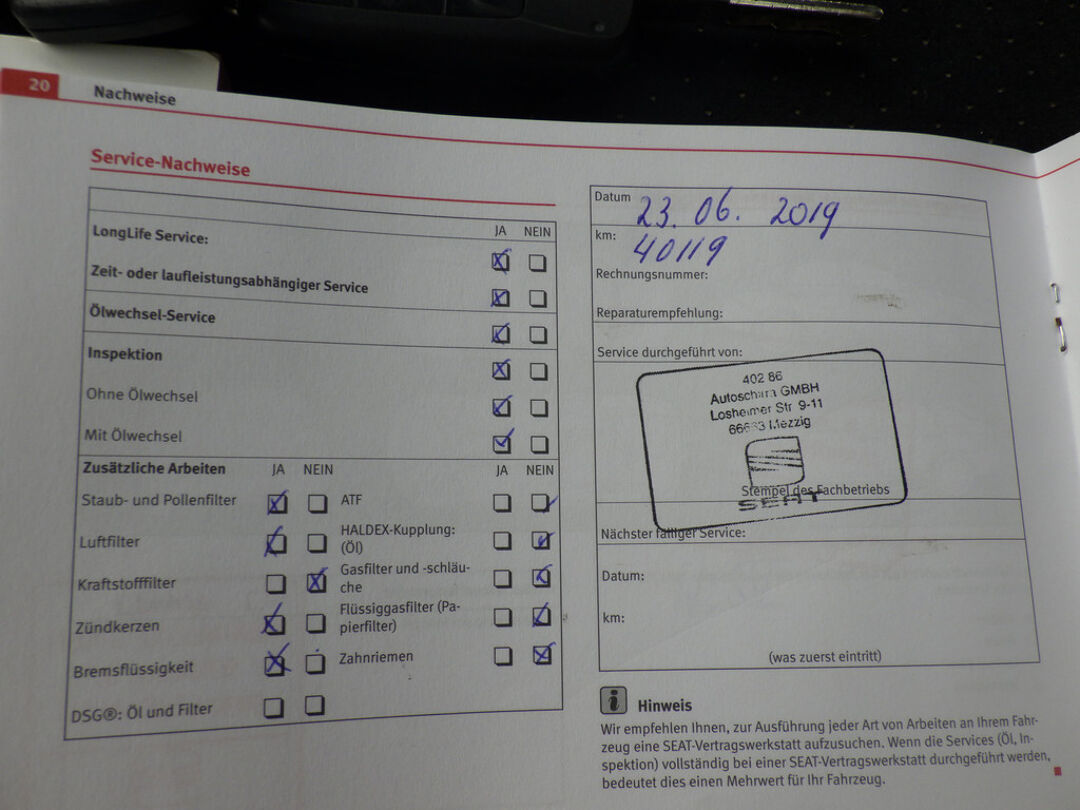 20 Nachweise
Service-Nachweise
JA NEIN
LongLife Service:
Zeit- oder laufleistungsabhängiger Service
Ölwechsel-Service
Inspektion
Ohne Ölwechsel
Mit Ölwechsel
Zusätzliche Arbeiten JA NEIN JA NEIN
Staub- und Pollenfilter ATF
Luftfilter HALDEX-Kupplung:
(Öl)
Kraftstofffilter Gasfilter und -schläu-
che
Zündkerzen Flüssiggasfilter (Pa-
pierfilter)
Bremsflüssigkeit Zahnriemen
DSG®: Öl und Filter
Datum 23. 06. 2019
km: 40119
Rechnungsnummer:
Reparaturempfehlung:
Service durchgeführt von:
402 86
GMBH
Losheimer Str 9-11
Stempel des Fachbetriebs
SEAT
Nächster fälliger Service:
Datum:
km:
(was zuerst eintritt)
i Hinweis
Wir empfehlen Ihnen, zur Ausführung jeder Art von Arbeiten an Ihrem Fahr-
zeug eine SEAT-Vertragswerkstatt aufzusuchen. Wenn die Services (Öl, In-
spektion) vollständig bei einer SEAT-Vertragswerkstatt durchgeführt werden,
bedeutet dies einen Mehrwert für Ihr Fahrzeug.